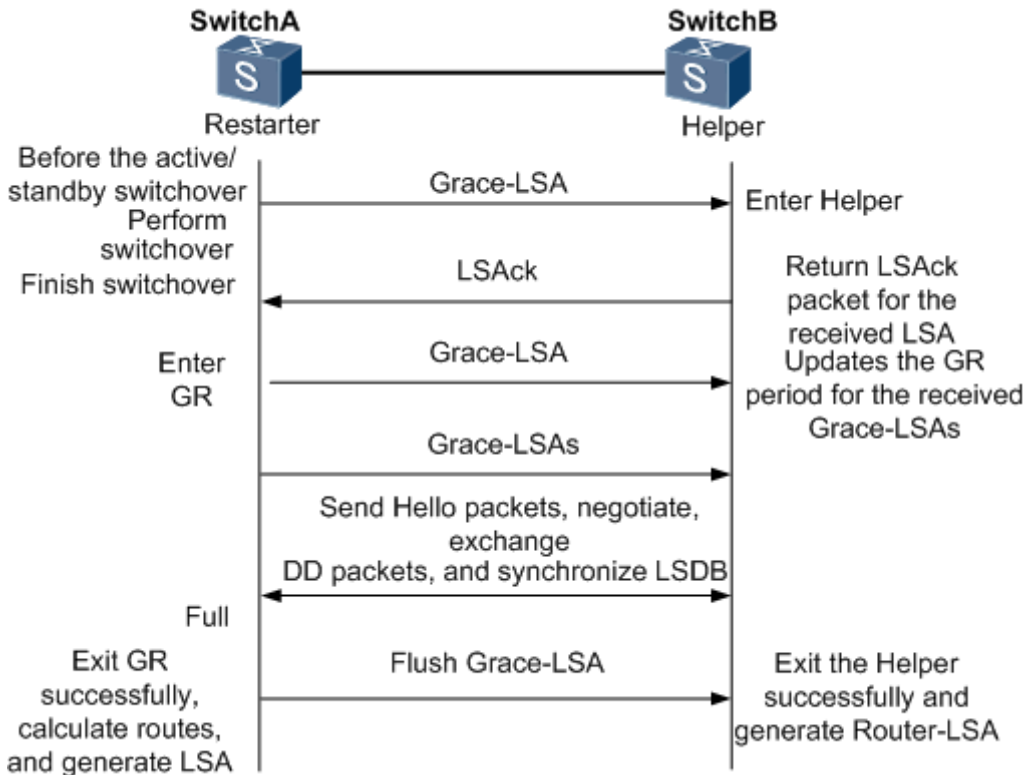 SwitchA
SwitchB
S
S
Restarter
Helper
Before the active/
standby switchover
Grace-LSA
Enter Helper
Perform
switchover
Finish switchover
LSAck
Return LSAck
packet for the
received LSA
Enter
GR
Grace-LSA
Updates the GR
period for the received
Grace-LSAs
Grace-LSAs
Send Hello packets, negotiate,
exchange
DD packets, and synchronize LSDB
Full
Exit GR
successfully,
calculate routes,
and generate LSA
Flush Grace-LSA
Exit the Helper
successfully and
generate Router-LSA